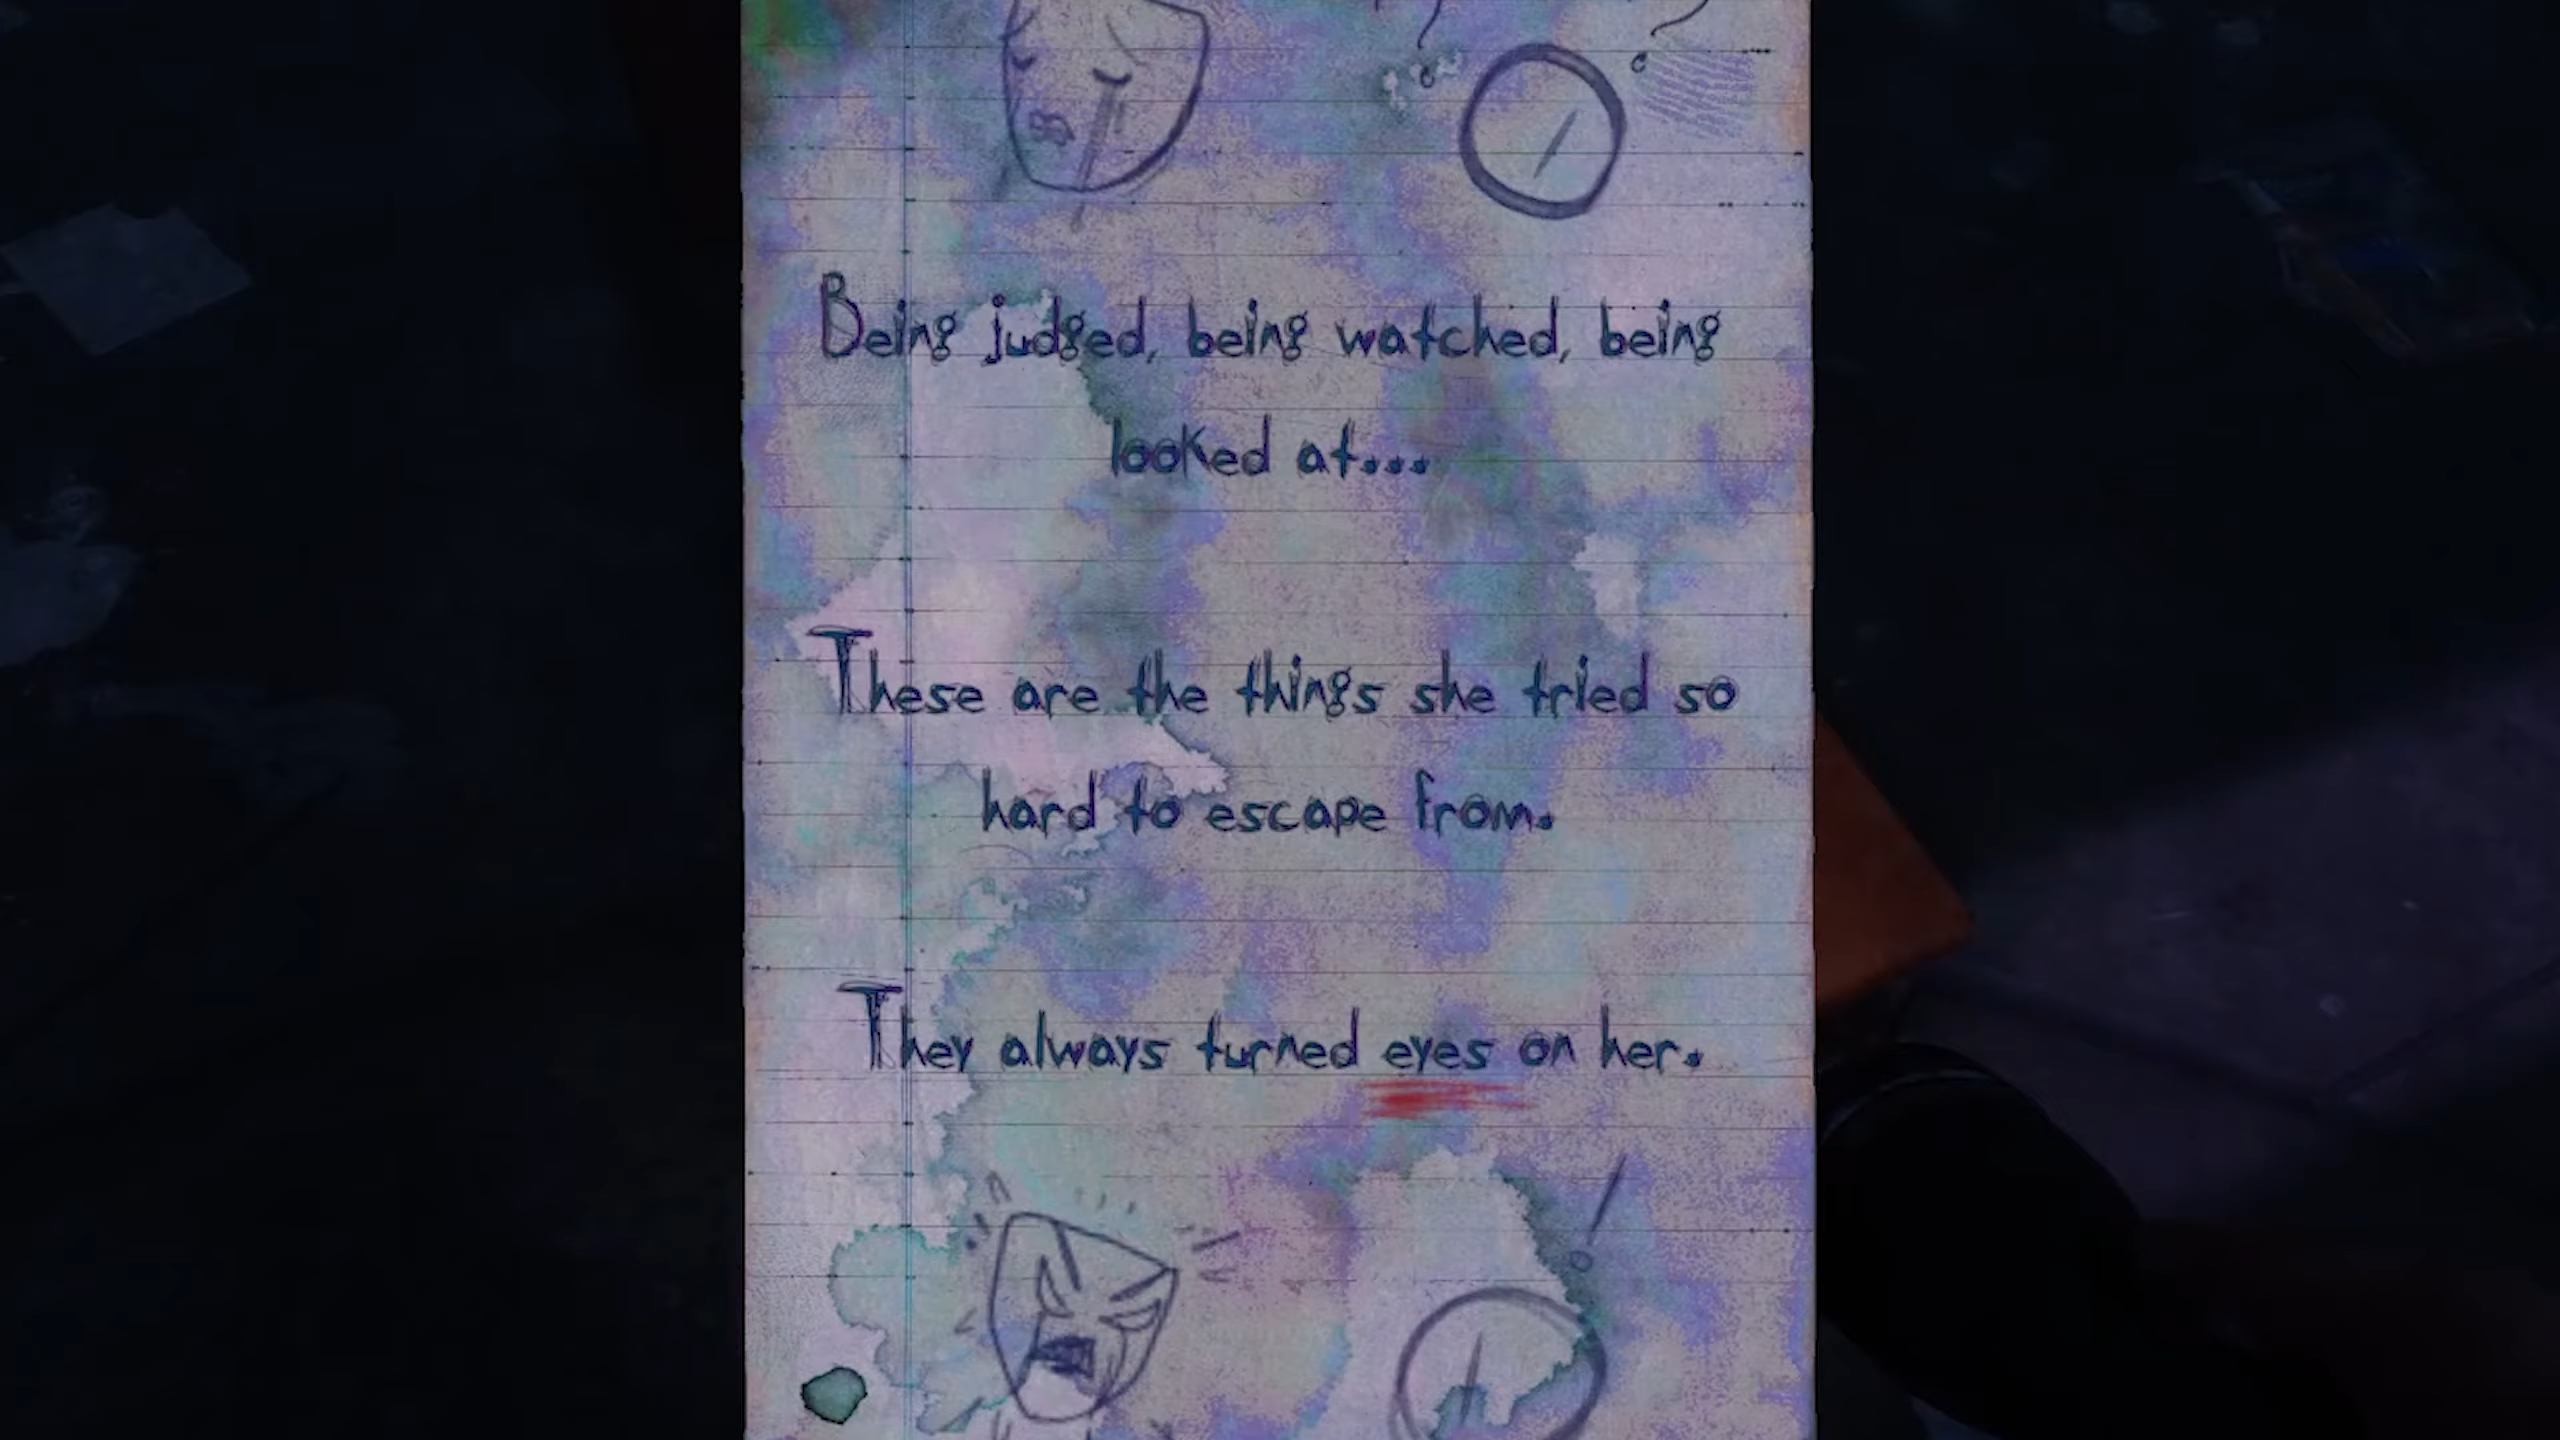 Being judged, being watched, being
looked at...
These are the things she tried so
hard to escape from.
They always turned eyes on her.